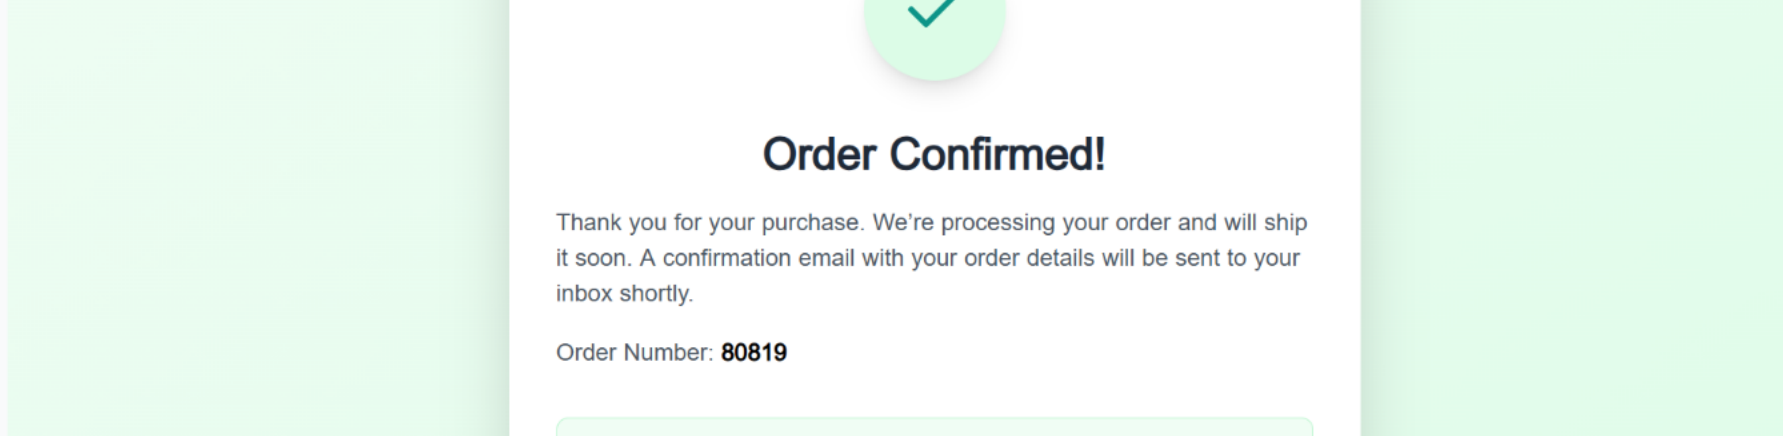 Order Confirmed!
Thank you for your purchase. We’re processing your order and will ship
it soon. A confirmation email with your order details will be sent to your
inbox shortly.
Order Number: 80819